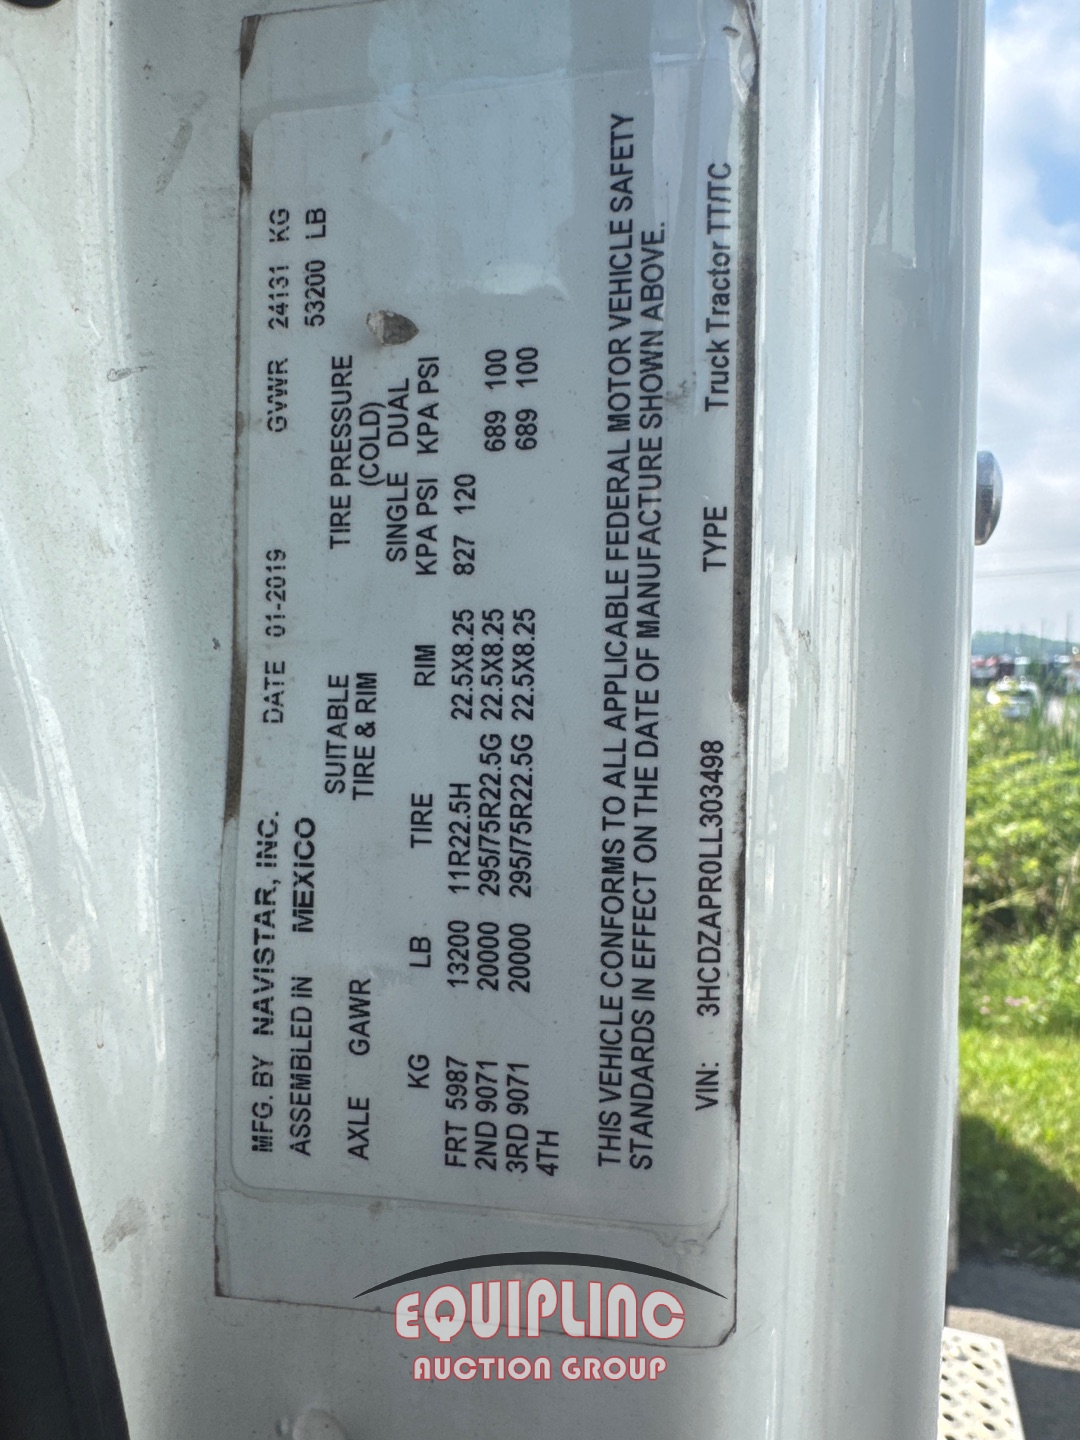 MFG. BY NAVISTAR, INC. DATE 01-2019 GVWR 24131 KG
ASSEMBLED IN MEXICO 53200 LB
SUITABLE TIRE PRESSURE
AXLE GAWR TIRE & RIM (COLD)
SINGLE DUAL
KG LB TIRE RIM KPA PSI KPA PSI
FRT 5987 13200 11R22.5H 22.5X8.25 827 120
2ND 9071 20000 295/75R22.5G 22.5X8.25 689 100
3RD 9071 20000 295/75R22.5G 22.5X8.25 689 100
4TH
THIS VEHICLE CONFORMS TO ALL APPLICABLE FEDERAL MOTOR VEHICLE SAFETY
STANDARDS IN EFFECT ON THE DATE OF MANUFACTURE SHOWN ABOVE.
VIN: 3HCDZAPR0LL303498 TYPE Truck Tractor TT/TC
EQUIPLINC
AUCTION GROUP